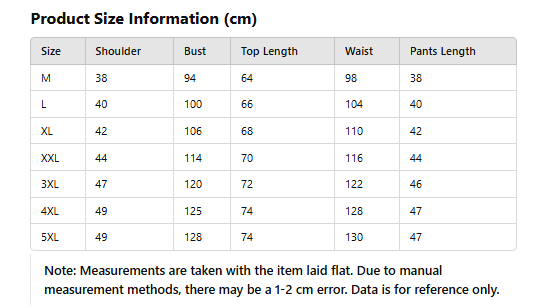 Product Size Information (cm)
Size Shoulder Bust Top Length Waist Pants Length
M 38 94 64 98 38
L 40 100 66 104 40
XL 42 106 68 110 42
XXL 44 114 70 116 44
3XL 47 120 72 122 46
4XL 49 125 74 128 47
5XL 49 128 74 130 47
Note: Measurements are taken with the item laid flat. Due to manual
measurement methods, there may be a 1-2 cm error. Data is for reference only.